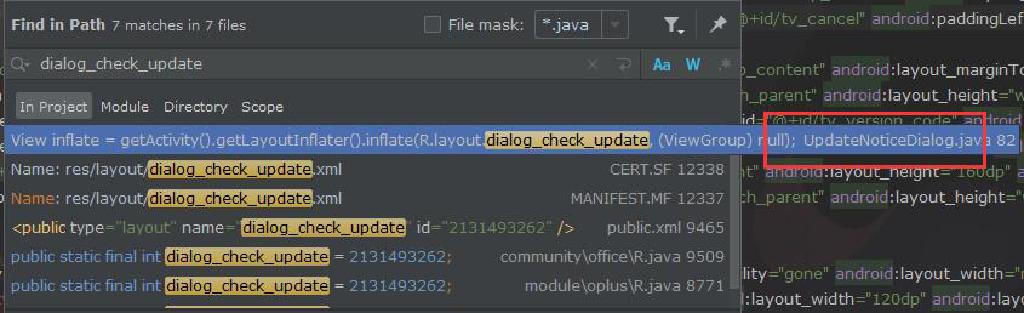 Find in Path 7 matches in 7 files File mask: *.java
@+id/tv_cancel" android:paddingLef
dialog_check_update Aa W .*
p_content" android:layout_marginTo
In Project Module Directory Scope
h_parent" android:layout_height="w
id="@+id/tv_version_code" android
View inflate = getActivity().getLayoutInflater().inflate(R.layout.dialog_check_update, (ViewGroup) null); UpdateNoticeDialog.java 82
Name: res/layout/dialog_check_update.xml CERT.SF 12338
nt" android:layout_height="160dp" a
Name: res/layout/dialog_check_update.xml MANIFEST.MF 12337
ch_parent" android:layout_height="
<public type="layout" name="dialog_check_update" id="2131493262" /> public.xml 9465
public static final int dialog_check_update = 2131493262; community\office\R.java 9509
ility="gone" android:layout_width="m
public static final int dialog_check_update = 2131493262; module\oplus\R.java 8771
:layout_width="120dp" android:layou